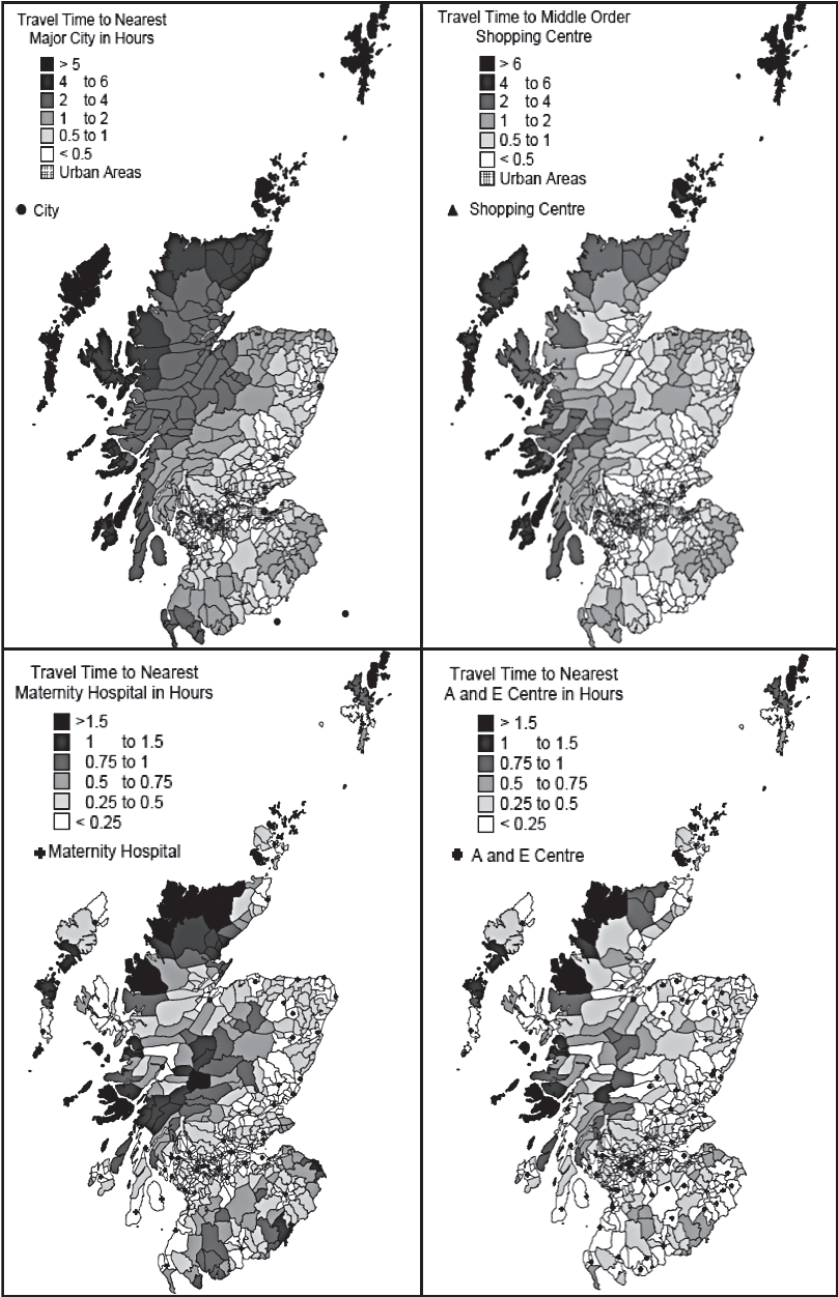 Travel Time to Nearest
Major City in Hours
> 5
4 to 6
2 to 4
1 to 2
0.5 to 1
< 0.5
Urban Areas
City
Travel Time to Middle Order
Shopping Centre
> 6
4 to 6
2 to 4
1 to 2
0.5 to 1
< 0.5
Urban Areas
Shopping Centre
Travel Time to Nearest
Maternity Hospital in Hours
>1.5
1 to 1.5
0.75 to 1
0.5 to 0.75
0.25 to 0.5
< 0.25
Maternity Hospital
Travel Time to Nearest
A and E Centre in Hours
> 1.5
1 to 1.5
0.75 to 1
0.5 to 0.75
0.25 to 0.5
< 0.25
A and E Centre